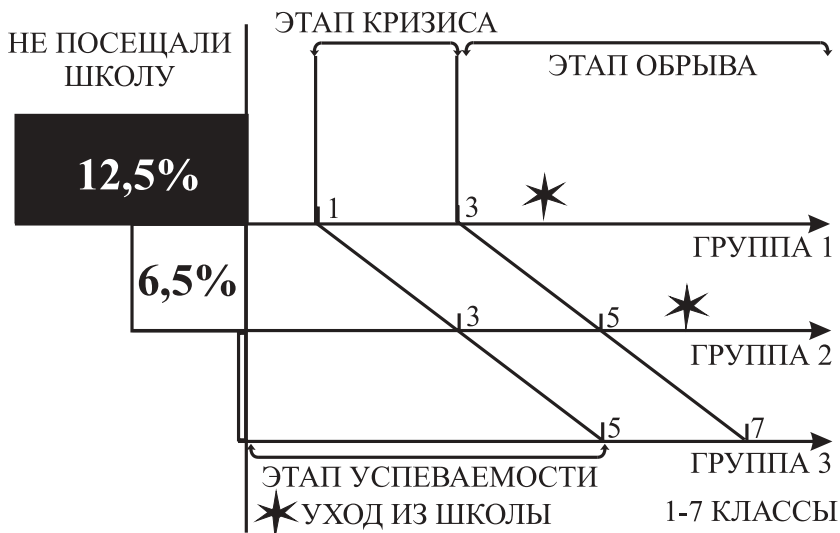 ЭТАП КРИЗИСА
НЕ ПОСЕЩАЛИ
ШКОЛУ
ЭТАП ОБРЫВА
12,5%
1
3
ГРУППА 1
6,5%
3
5
ГРУППА 2
5
7
ГРУППА 3
ЭТАП УСПЕВАЕМОСТИ
УХОД ИЗ ШКОЛЫ
1-7 КЛАССЫ